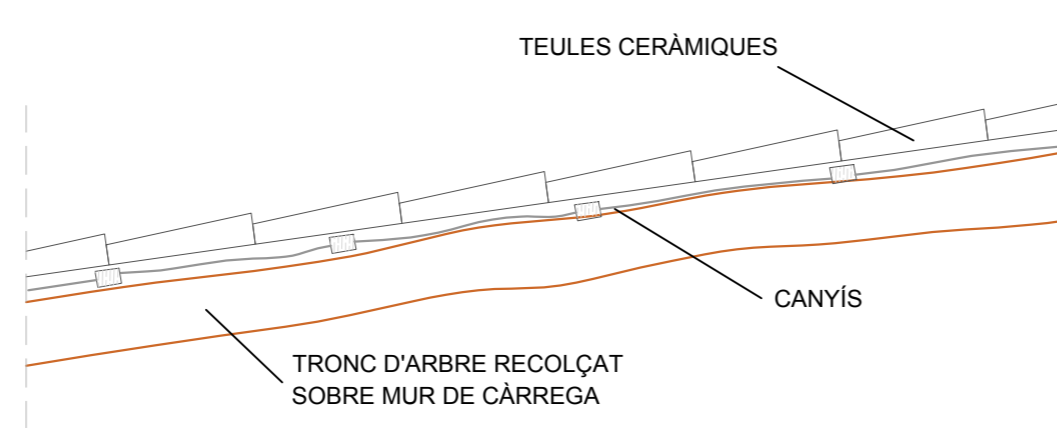 TEULES CERÀMIQUES
CANYÍS
TRONC D'ARBRE RECOLÇAT
SOBRE MUR DE CÀRREGA